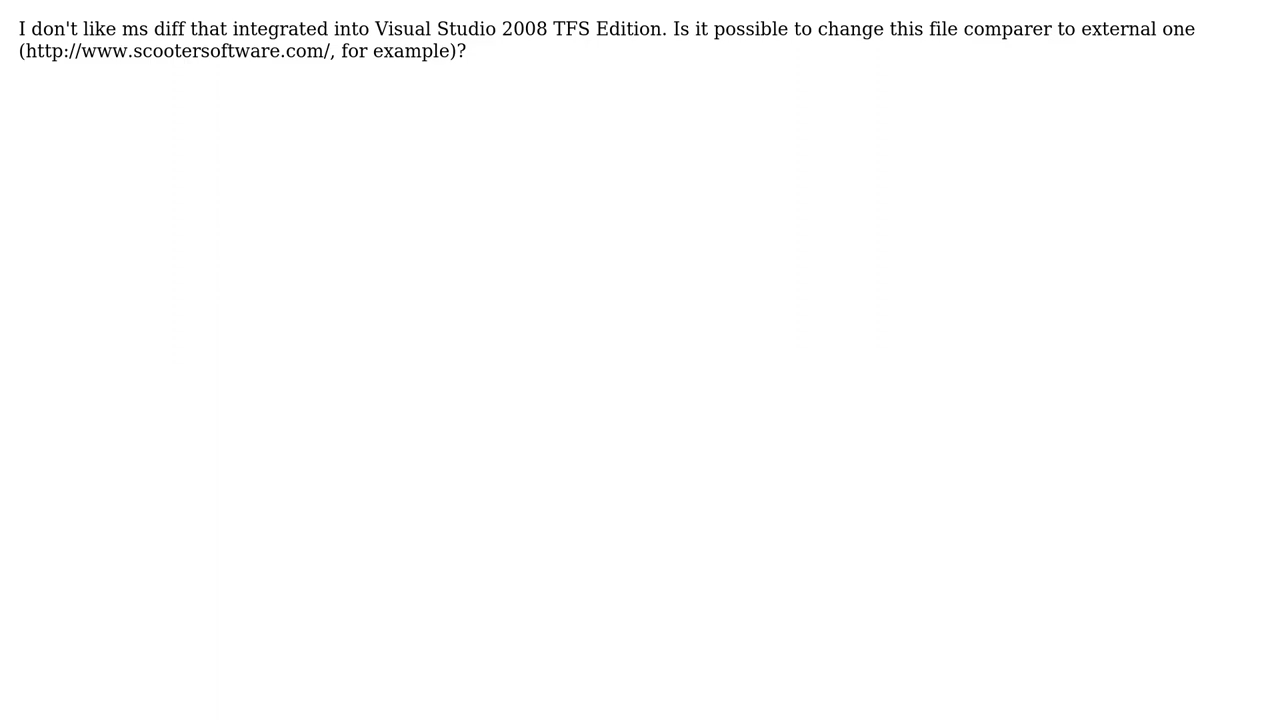 I don't like ms diff that integrated into Visual Studio 2008 TFS Edition. Is it possible to change this file comparer to external one
(http://www.scootersoftware.com/, for example)?